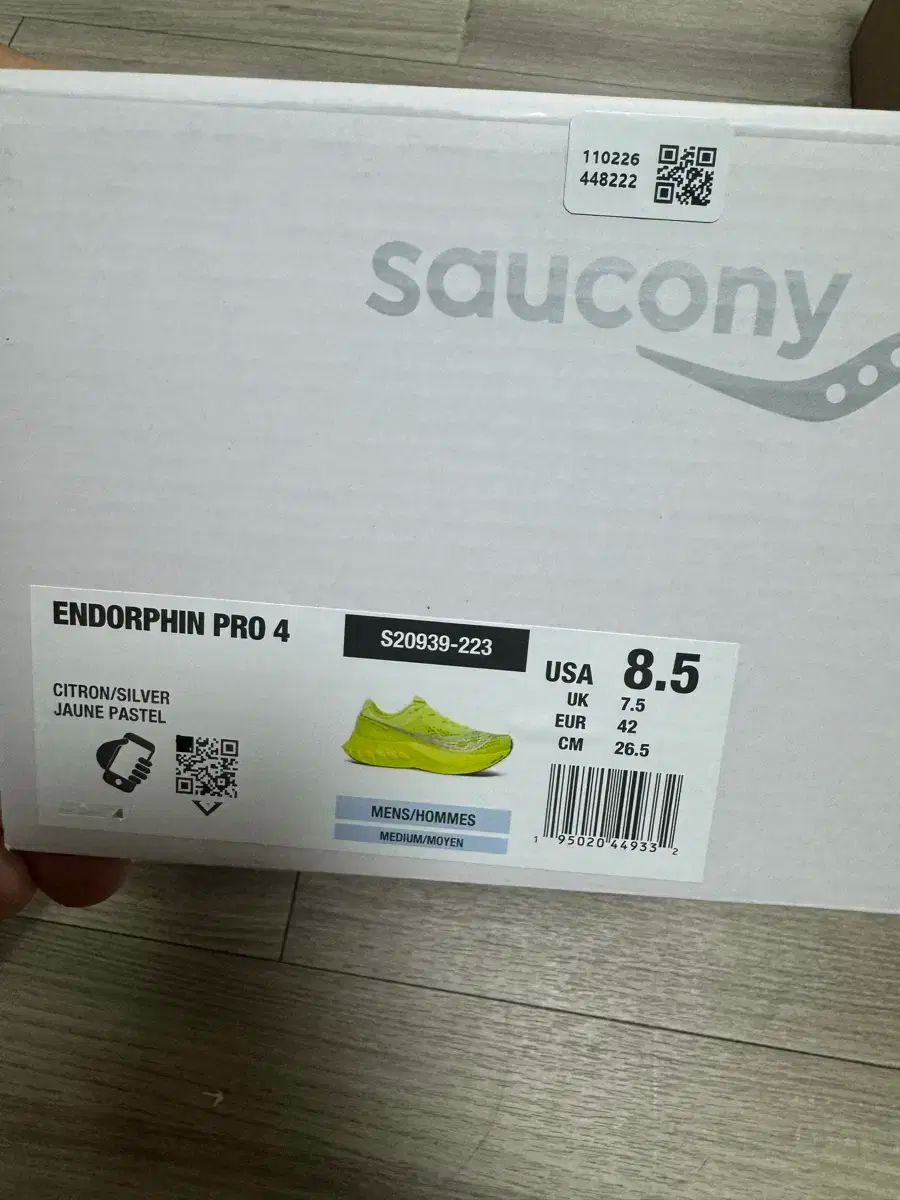 110226
448222
saucony
ENDORPHIN PRO 4
S20939-223
CITRON/SILVER
JAUNE PASTEL
USA 8.5
UK 7.5
EUR 42
CM 26.5
MENS/HOMMES
MEDIUM/MOYEN
1 95020 44933 2